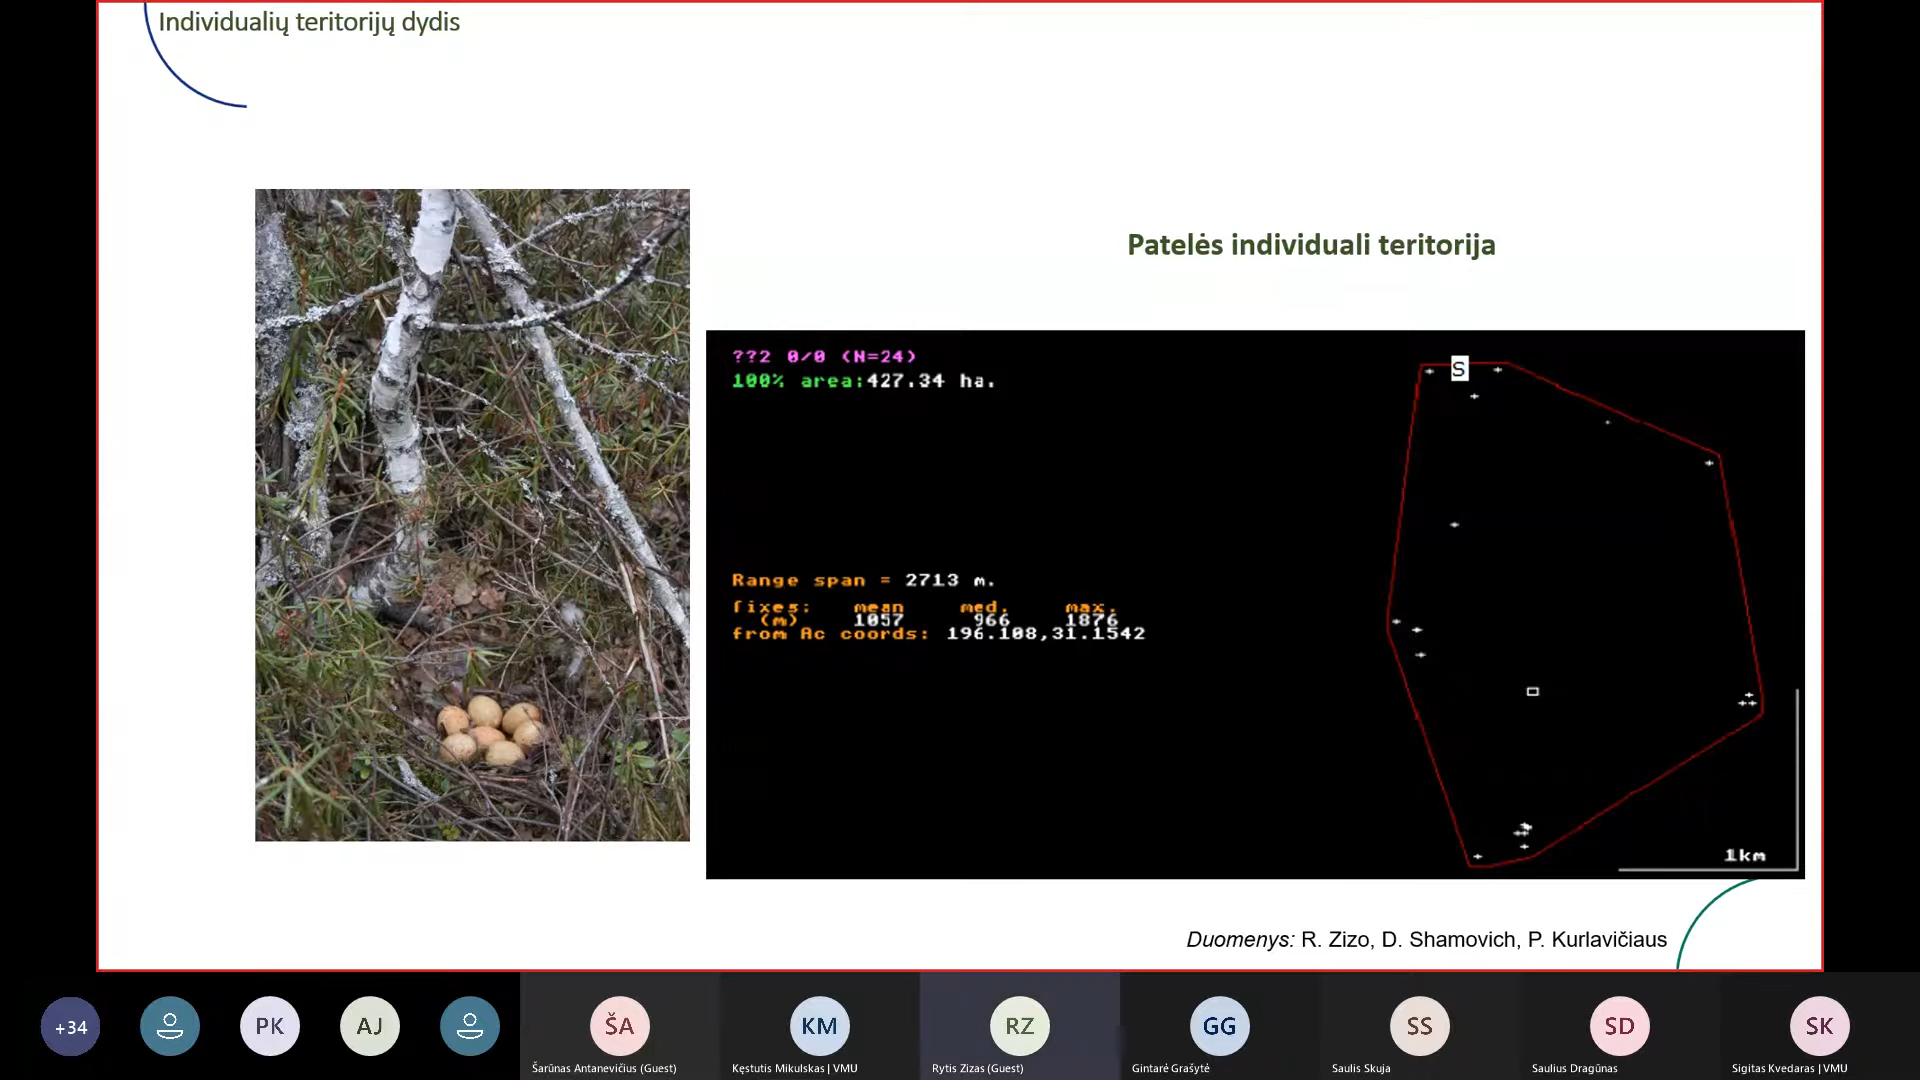 Individualių teritorijų dydis
Patelės individuali teritorija
??2 0/0 (N=24)
100% area:427.34 ha.
S
Range span = 2713 m.
fixes: mean med. max.
(m) 1057 966 1876
from Ac coords: 196.108,31.1542
1km
Duomenys: R. Zizo, D. Shamovich, P. Kurlavičiaus
+34
PK
AJ
ŠA
KM
RZ
GG
SS
SD
SK
Šarūnas Antanevičius (Guest)
Kęstutis Mikulskas | VMU
Rytis Zizas (Guest)
Gintarė Grašytė
Saulis Skuja
Saulius Dragūnas
Sigitas Kvedaras | VMU